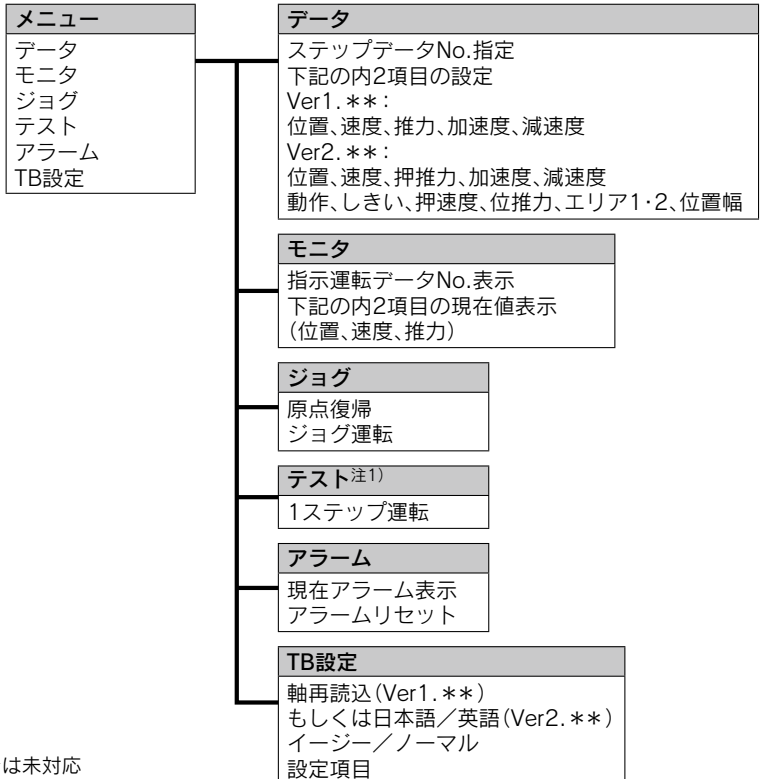 メニュー
データ
モニタ
ジョグ
テスト
アラーム
TB設定
データ
ステップデータNo.指定
下記の内2項目の設定
Ver1.**:
位置、速度、推力、加速度、減速度
Ver2.**:
位置、速度、押推力、加速度、減速度
動作、しきい、押速度、位推力、エリア1・2、位置幅
モニタ
指示運転データNo.表示
下記の内2項目の現在値表示
(位置、速度、推力)
ジョグ
原点復帰
ジョグ運転
テスト注1)
1ステップ運転
アラーム
現在アラーム表示
アラームリセット
TB設定
軸再読込(Ver1.**)
もしくは日本語/英語(Ver2.**)
イージー/ノーマル
設定項目
は未対応